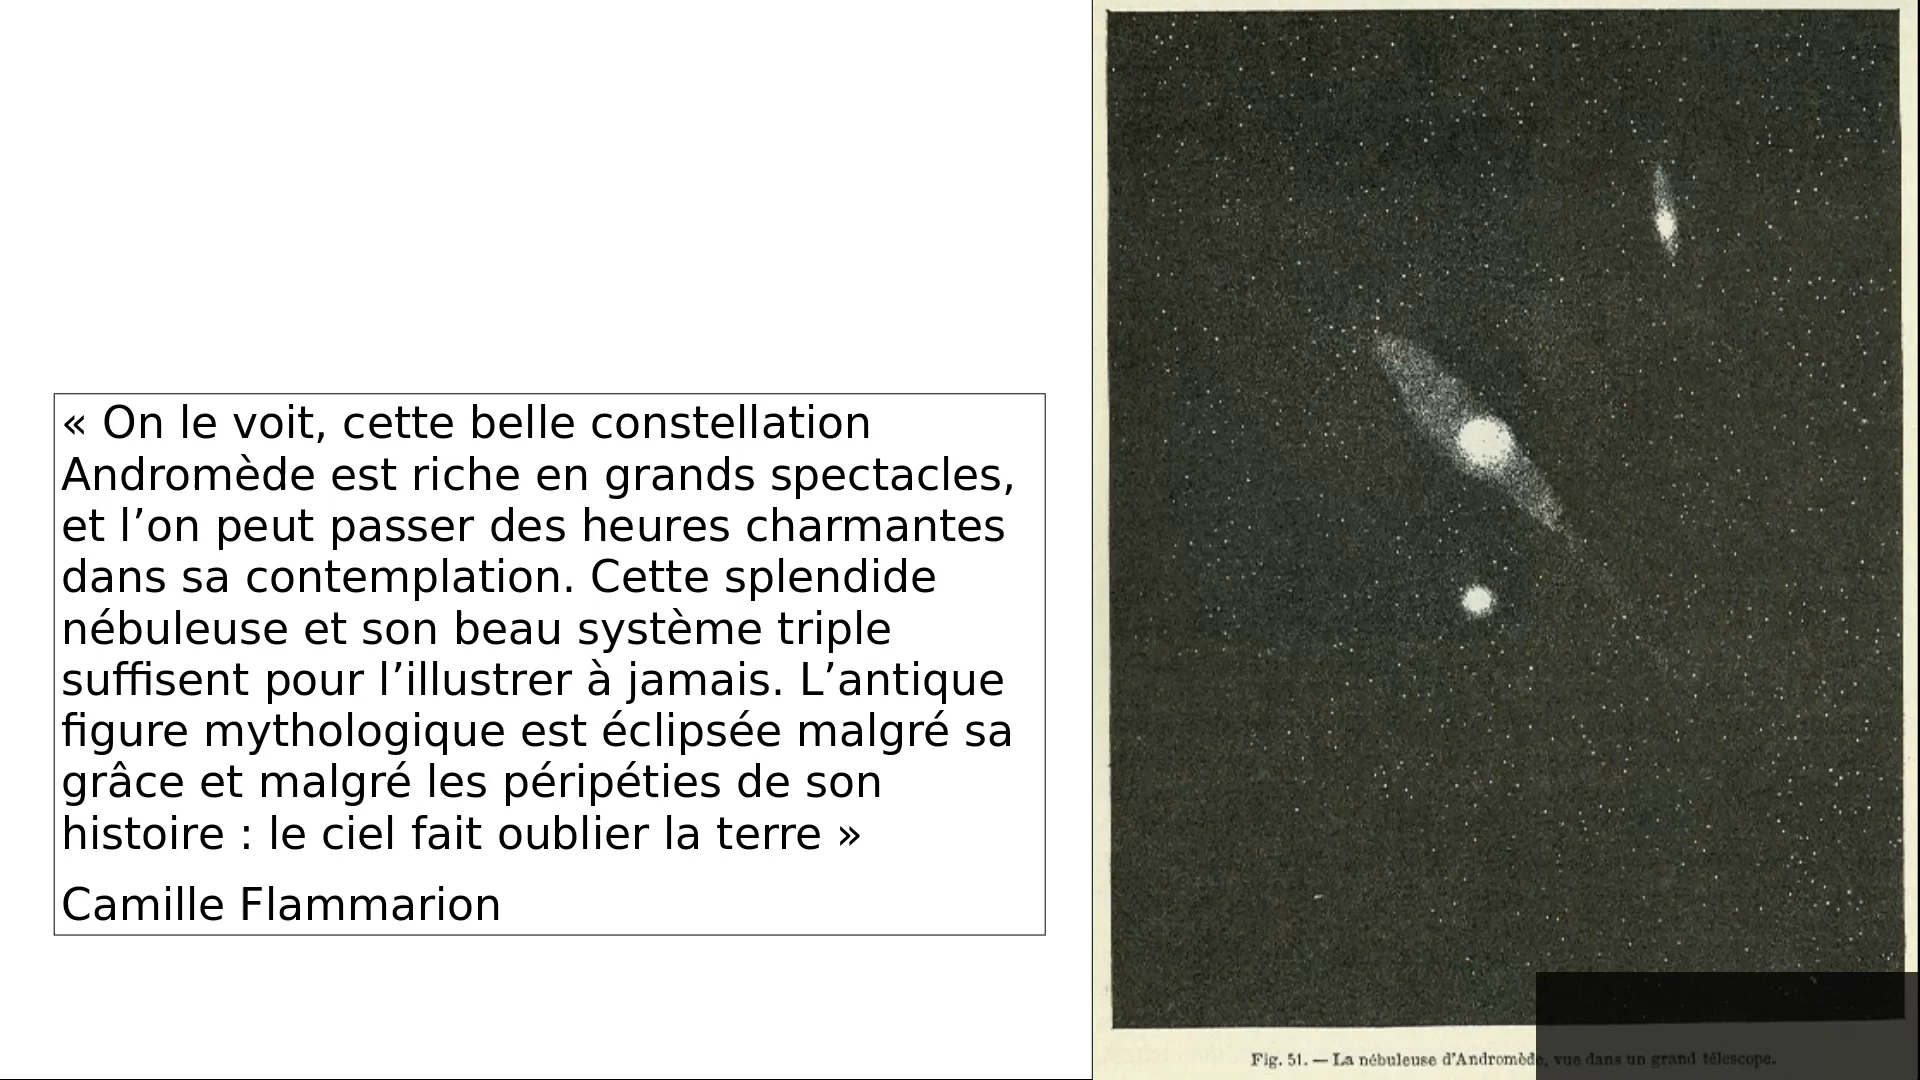 « On le voit, cette belle constellation
Andromède est riche en grands spectacles,
et l’on peut passer des heures charmantes
dans sa contemplation. Cette splendide
nébuleuse et son beau système triple
suffisent pour l’illustrer à jamais. L’antique
figure mythologique est éclipsée malgré sa
grâce et malgré les péripéties de son
histoire : le ciel fait oublier la terre »
Camille Flammarion
Fig. 51. — La nébuleuse d’Andromède, vue dans un grand télescope.